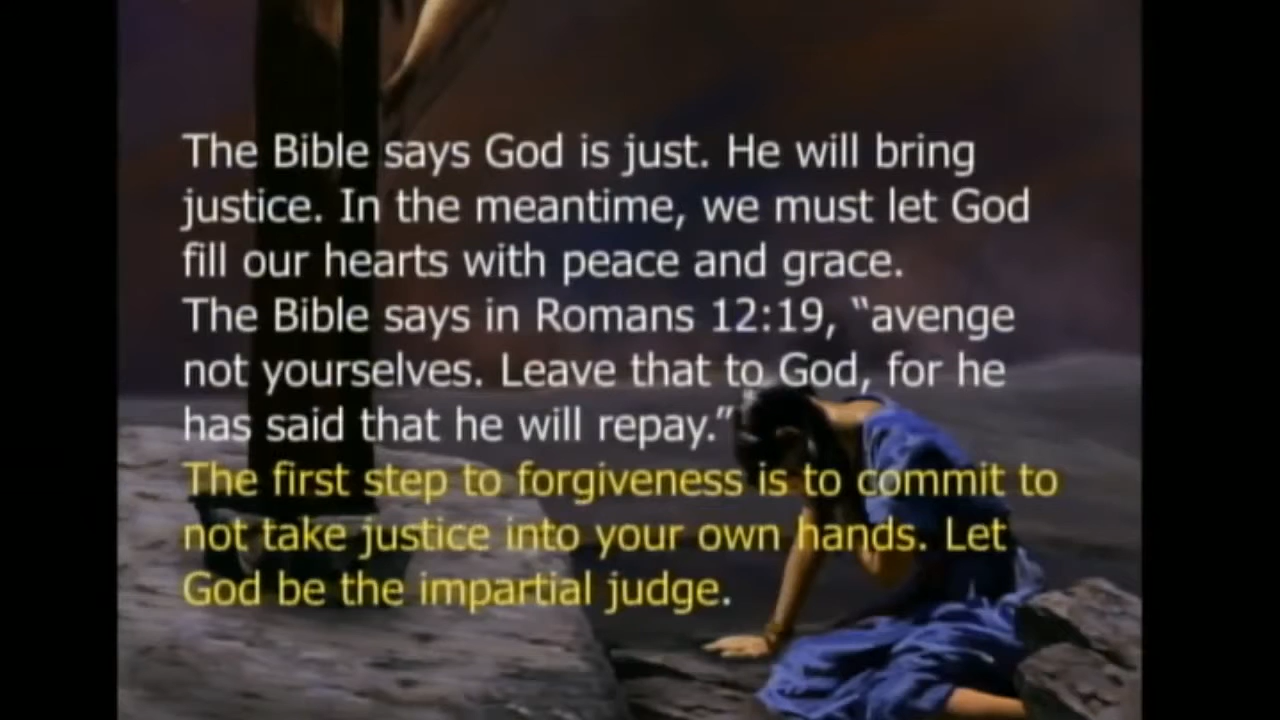 The Bible says God is just. He will bring
justice. In the meantime, we must let God
fill our hearts with peace and grace.
The Bible says in Romans 12:19, “avenge
not yourselves. Leave that to God, for he
has said that he will repay.”
The first step to forgiveness is to commit to
not take justice into your own hands. Let
God be the impartial judge.